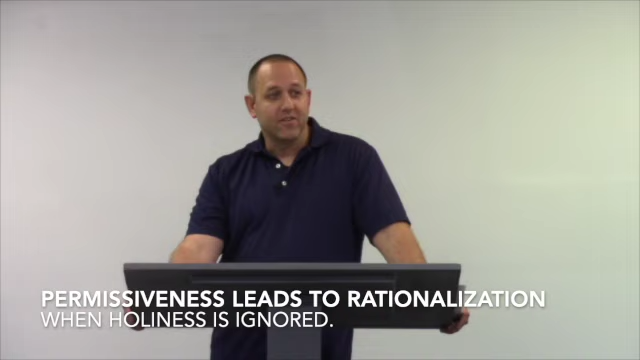 PERMISSIVENESS LEADS TO RATIONALIZATION
WHEN HOLINESS IS IGNORED.